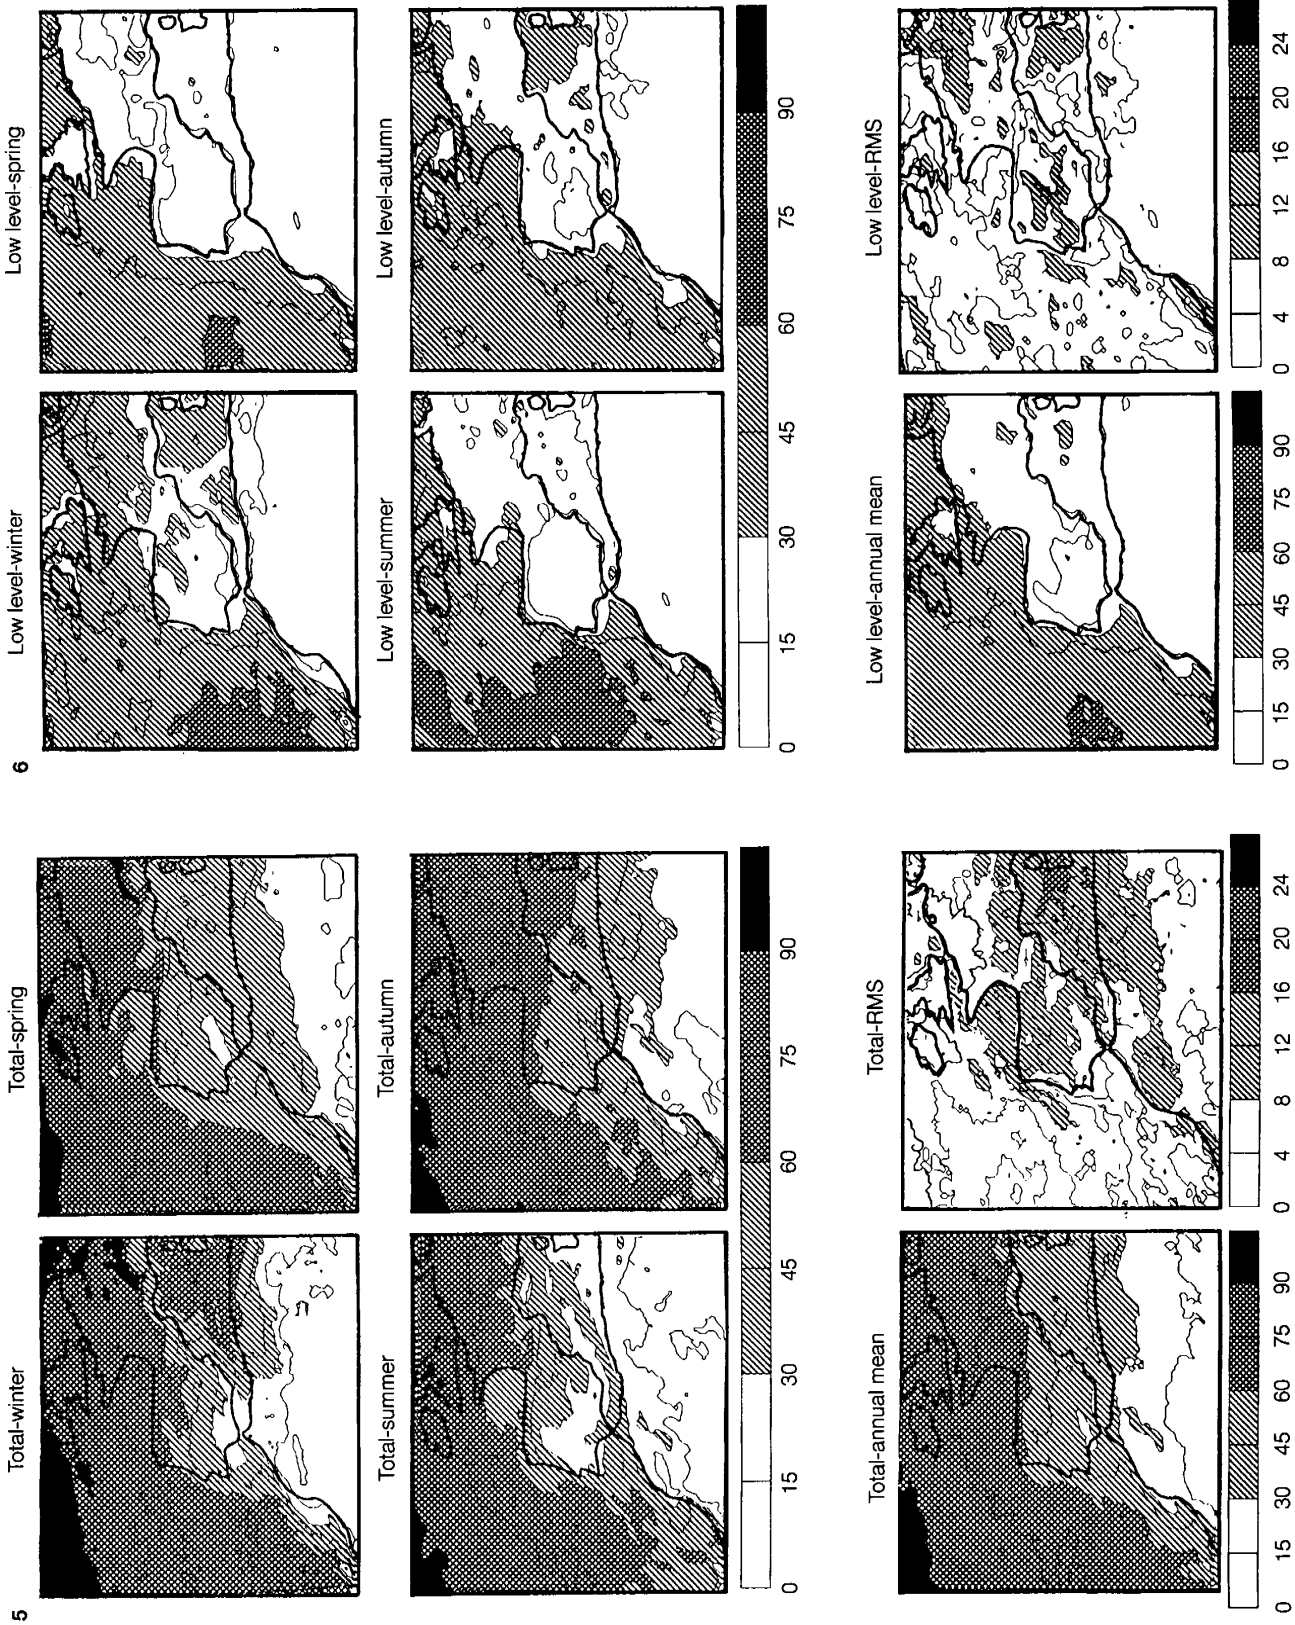 5
Total-winter
Total-spring
Total-summer
Total-autumn
0 15 30 45 60 75 90
Total-annual mean
Total-RMS
0 15 30 45 60 75 90
0 4 8 12 16 20 24
6
Low level-winter
Low level-spring
Low level-summer
Low level-autumn
0 15 30 45 60 75 90
Low level-annual mean
Low level-RMS
0 15 30 45 60 75 90
0 4 8 12 16 20 24